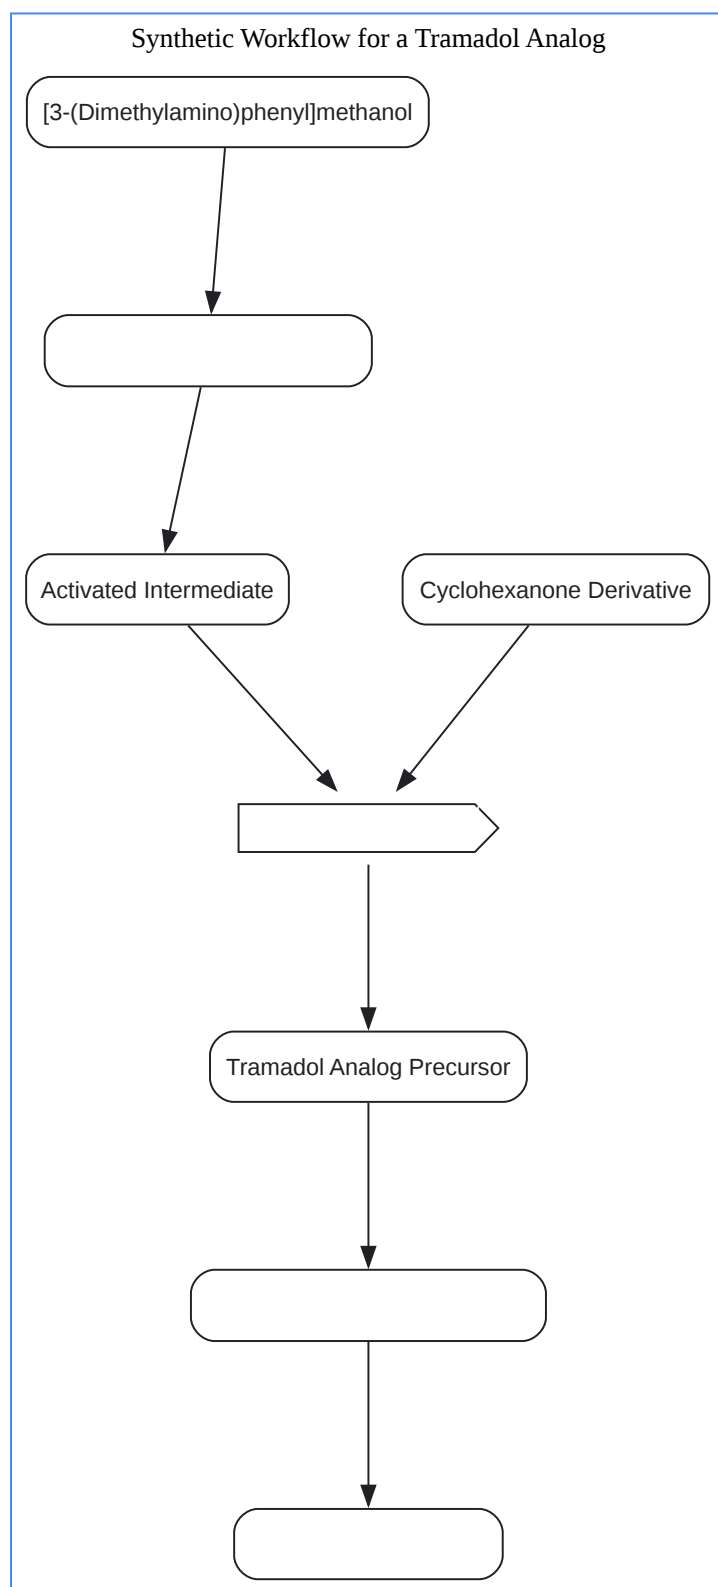 Synthetic Workflow for a Tramadol Analog
[3-(Dimethylamino)phenyl]methanol
Activated Intermediate
Cyclohexanone Derivative
Tramadol Analog Precursor